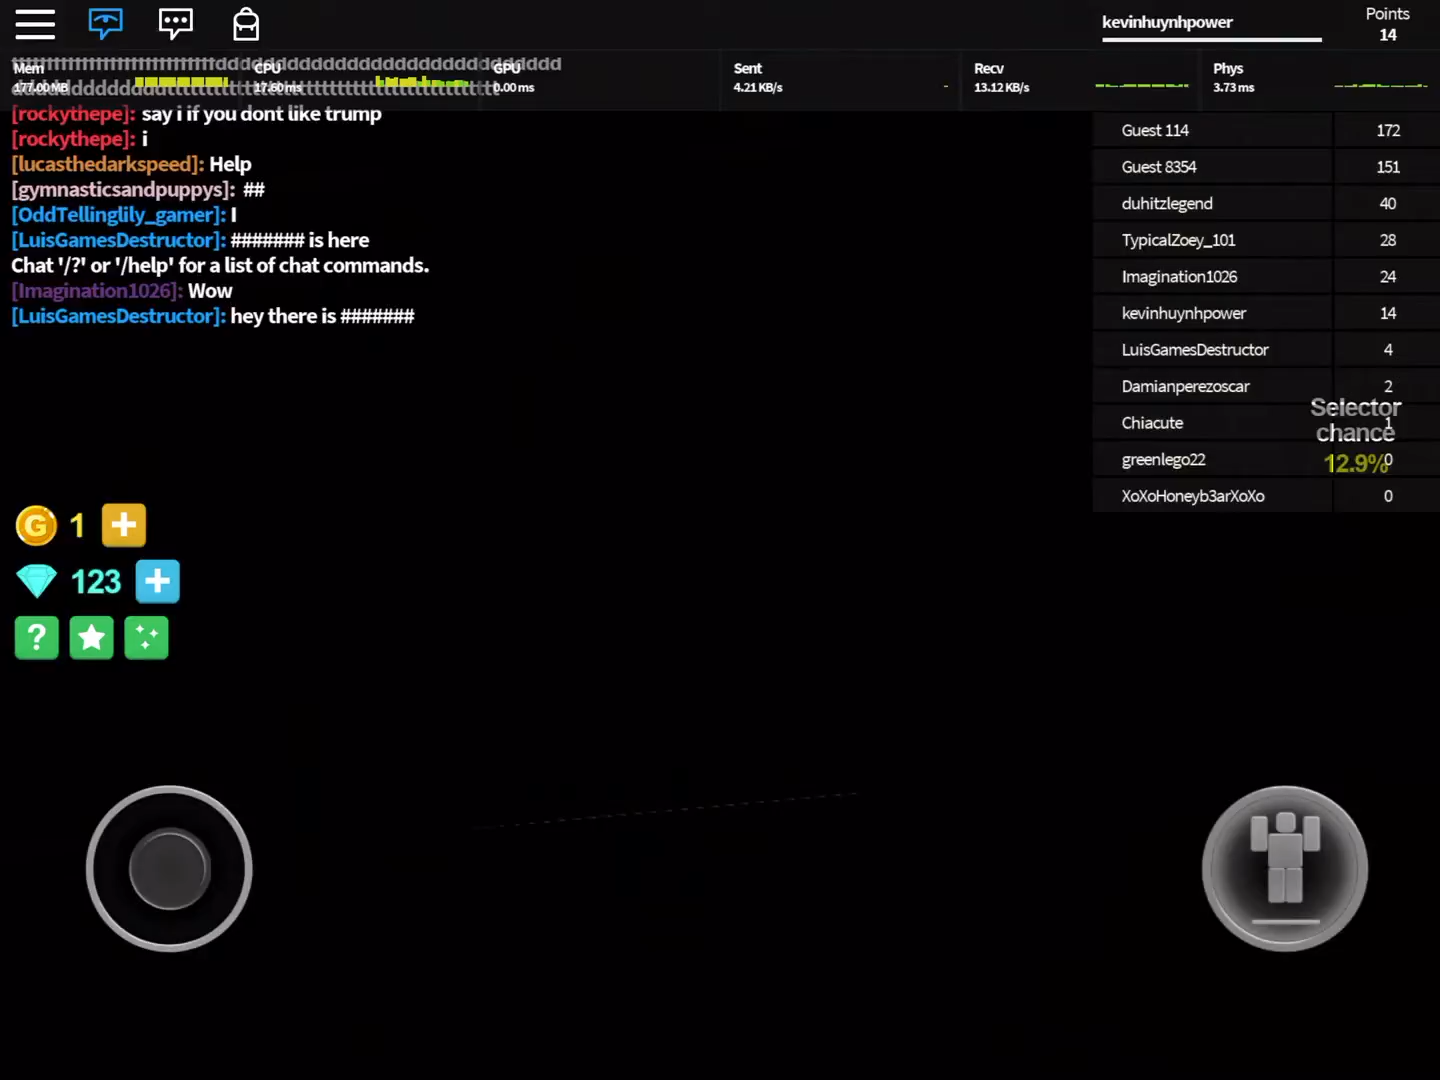 kevinhuynhpower
Points
14
Mem
177.00 MB
CPU
17.60 ms
GPU
0.00 ms
Sent
4.21 KB/s
Recv
13.12 KB/s
Phys
3.73 ms
[rockythepe]: say i if you dont like trump
[rockythepe]: i
[lucasthedarkspeed]: Help
[gymnasticsandpuppys]: ##
[OddTellinglily_gamer]: I
[LuisGamesDestructor]: ####### is here
Chat '/?' or '/help' for a list of chat commands.
[Imagination1026]: Wow
[LuisGamesDestructor]: hey there is #######
Guest 114 172
Guest 8354 151
duhitzlegend 40
TypicalZoey_101 28
Imagination1026 24
kevinhuynhpower 14
LuisGamesDestructor 4
Damianperezoscar 2
Chiacute 1
greenlego22 0
XoXoHoneyb3arXoXo 0
Selector
chance
12.9%
G 1 +
123 +
?